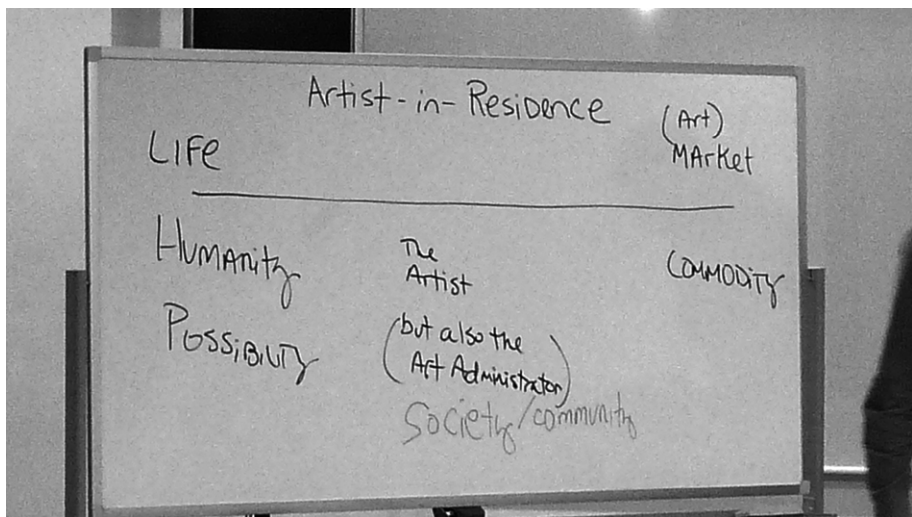 Artist-in-Residence
(Art)
MArket
LIFe
HUMANity
The
Artist
COMMODiTY
POSSiBiLiTY
(but also the
Art Administrator)
Society/community